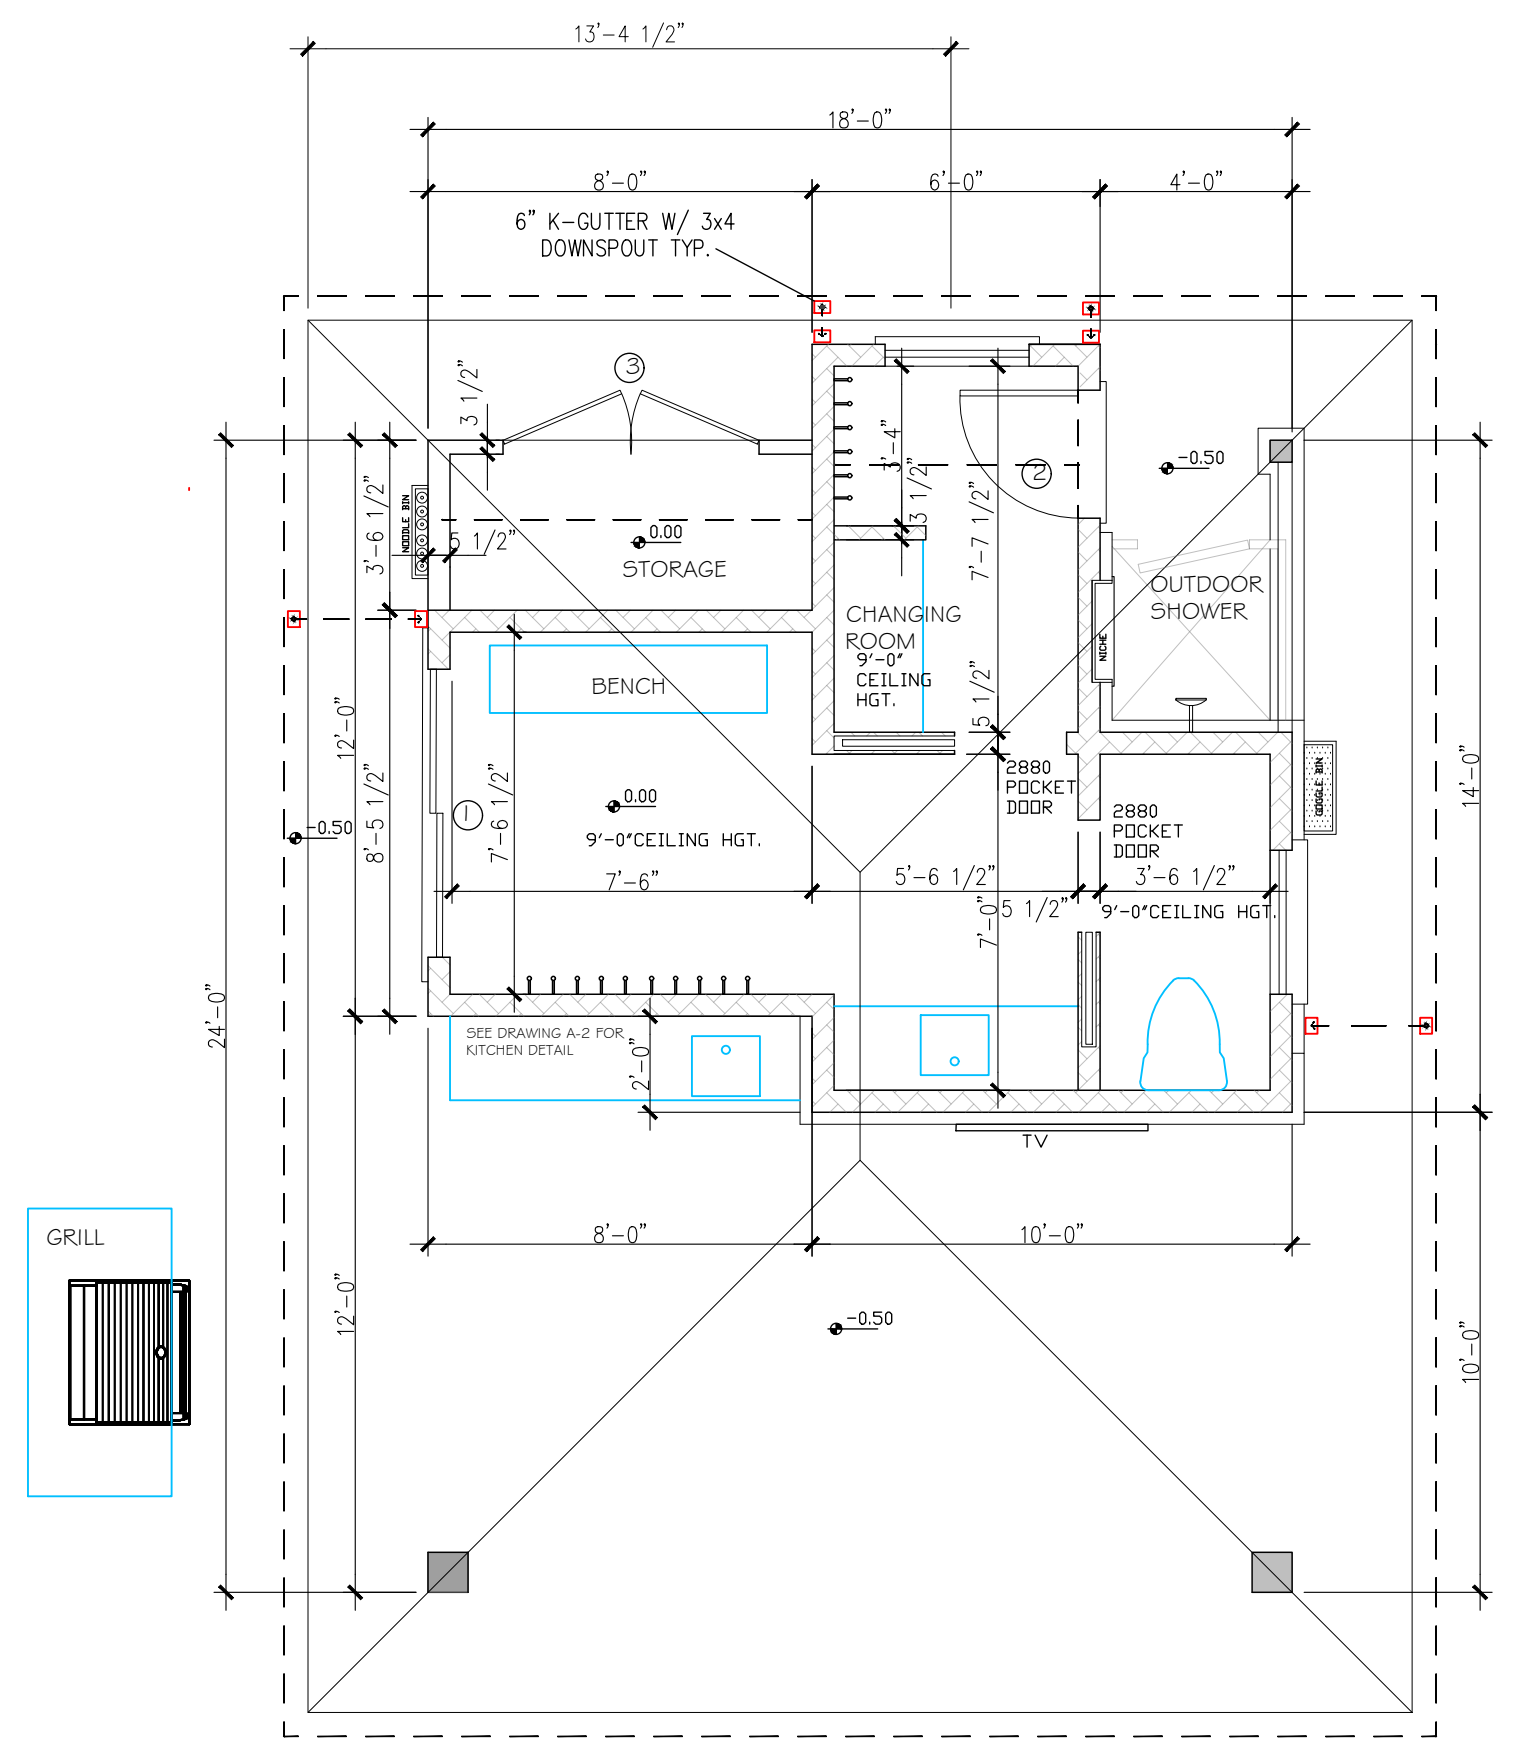 13'-4 1/2"
18'-0"
8'-0"
6'-0"
4'-0"
6" K-GUTTER W/ 3x4
DOWNSPOUT TYP.
3
3 1/2"
3'-4"
3 1/2"
2
-0.50
NOODLE BIN
3'-6 1/2"
5 1/2"
0.00
STORAGE
7'-7 1/2"
OUTDOOR
SHOWER
CHANGING
ROOM
9'-0"
CEILING
HGT.
NICHE
BENCH
5 1/2"
12'-0"
8'-5 1/2"
7'-6 1/2"
-0.50
1
0.00
9'-0"CEILING HGT.
2880
POCKET
DOOR
2880
POCKET
DOOR
GOGGLE BIN
14'-0"
7'-6"
5'-6 1/2"
3'-6 1/2"
5 1/2"
9'-0"CEILING HGT.
7'-0"
24'-0"
SEE DRAWING A-2 FOR
KITCHEN DETAIL
2'-0"
TV
8'-0"
10'-0"
GRILL
12'-0"
-0.50
10'-0"